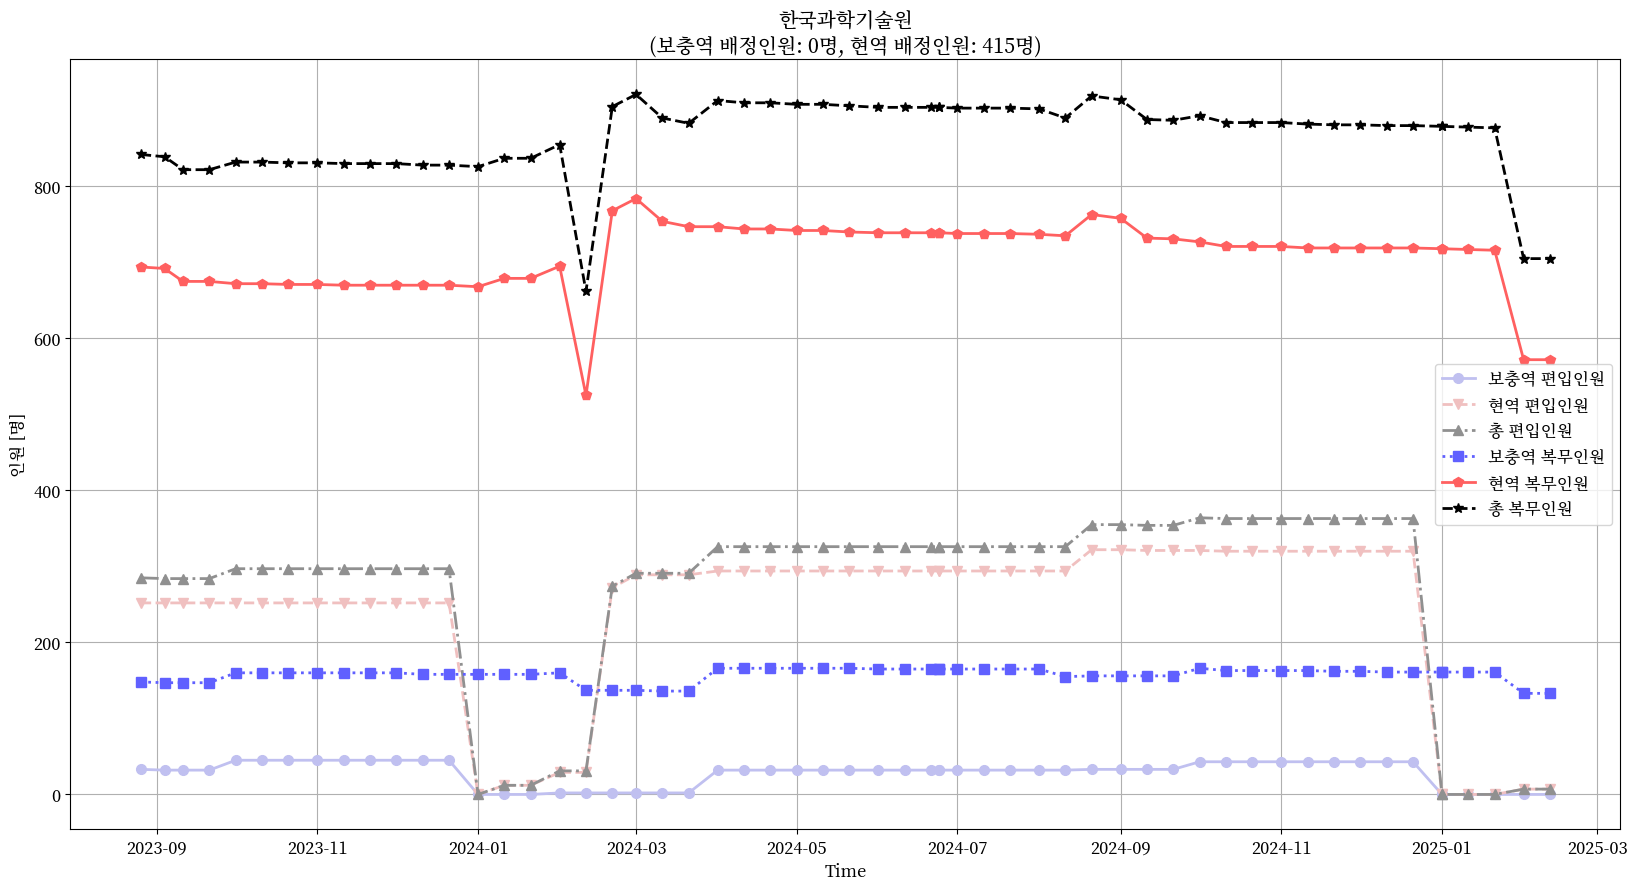 한국과학기술원
(보충역 배정인원: 0명, 현역 배정인원: 415명)
인원 [명]
800
600
400
200
0
보충역 편입인원
현역 편입인원
총 편입인원
보충역 복무인원
현역 복무인원
총 복무인원
2023-09 2023-11 2024-01 2024-03 2024-05 2024-07 2024-09 2024-11 2025-01 2025-03
Time